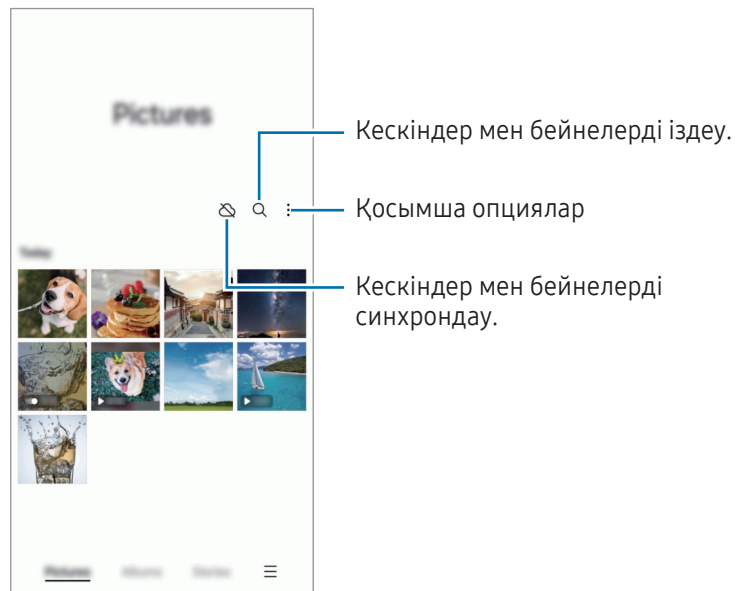 Pictures
Кескіндер мен бейнелерді іздеу.
Қосымша опциялар
Today
Кескіндер мен бейнелерді
синхрондау.
Pictures Albums Stories